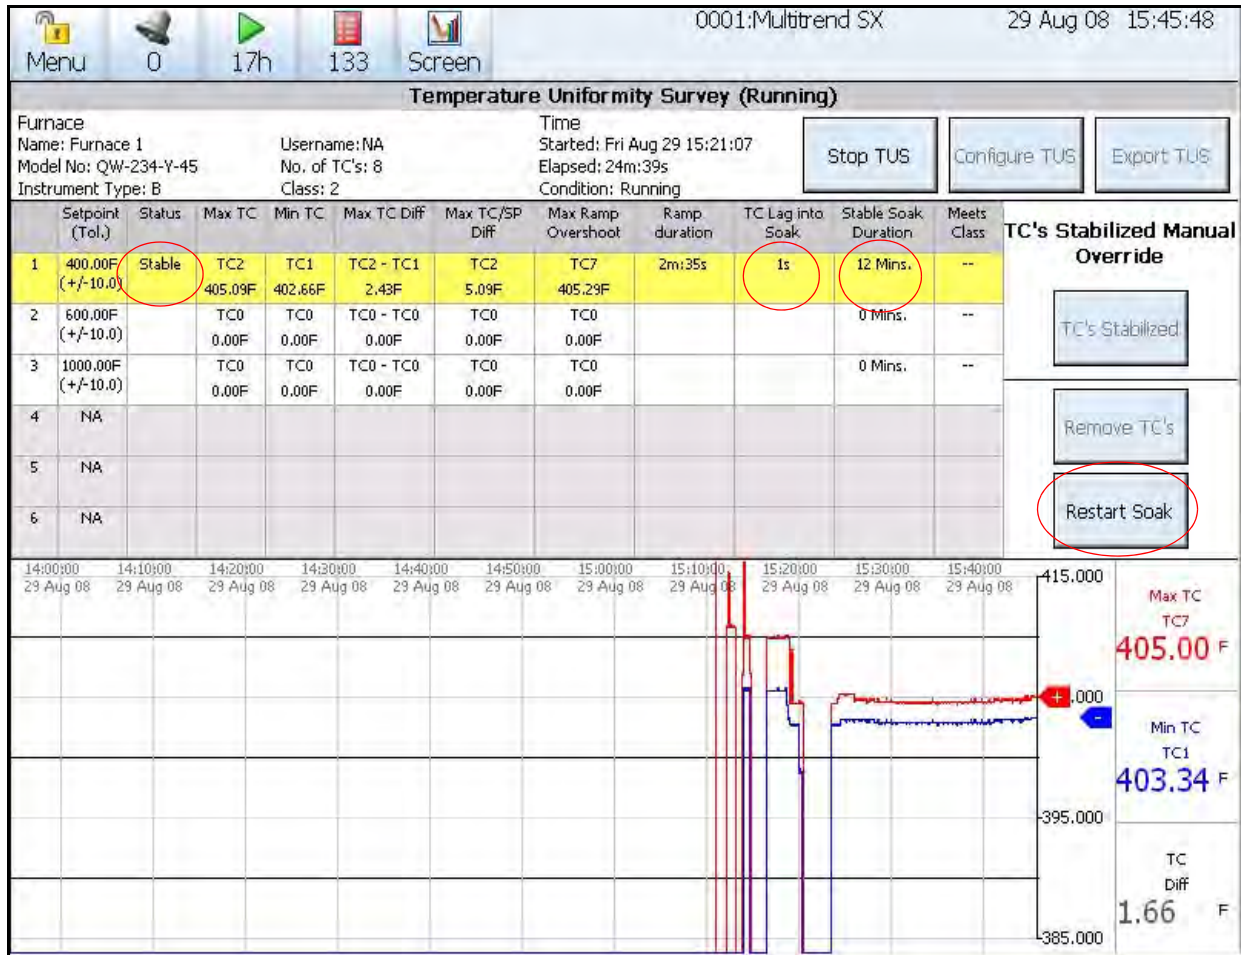 0001:Multitrend SX 29 Aug 08 15:45:48
Menu 0 17h 133 Screen
Temperature Uniformity Survey (Running)
Furnace
Name: Furnace 1
Model No: QW-234-Y-45
Instrument Type: B
Username:NA
No. of TC's: 8
Class: 2
Time
Started: Fri Aug 29 15:21:07
Elapsed: 24m:39s
Condition: Running
Stop TUS
Configure TUS
Export TUS
Setpoint (Tol.) Status Max TC Min TC Max TC Diff Max TC/SP Diff Max Ramp Overshoot Ramp duration TC Lag into Soak Stable Soak Duration Meets Class
1 400.00F Stable TC2 TC1 TC2 - TC1 TC2 TC7 2m:35s 1s 12 Mins. --
(+/-10.0) 405.09F 402.66F 2.43F 5.09F 405.29F
2 600.00F TC0 TC0 TC0 - TC0 TC0 TC0 0 Mins. --
(+/-10.0) 0.00F 0.00F 0.00F 0.00F 0.00F
3 1000.00F TC0 TC0 TC0 - TC0 TC0 TC0 0 Mins. --
(+/-10.0) 0.00F 0.00F 0.00F 0.00F 0.00F
4 NA
5 NA
6 NA
TC's Stabilized Manual
Override
TC's Stabilized
Remove TC's
Restart Soak
14:00:00 14:10:00 14:20:00 14:30:00 14:40:00 14:50:00 15:00:00 15:10:00 15:20:00 15:30:00 15:40:00
29 Aug 08 29 Aug 08 29 Aug 08 29 Aug 08 29 Aug 08 29 Aug 08 29 Aug 08 29 Aug 08 29 Aug 08 29 Aug 08 29 Aug 08
415.000
+ .000
-
-395.000
-385.000
Max TC
TC7
405.00 F
Min TC
TC1
403.34 F
TC
Diff
1.66 F